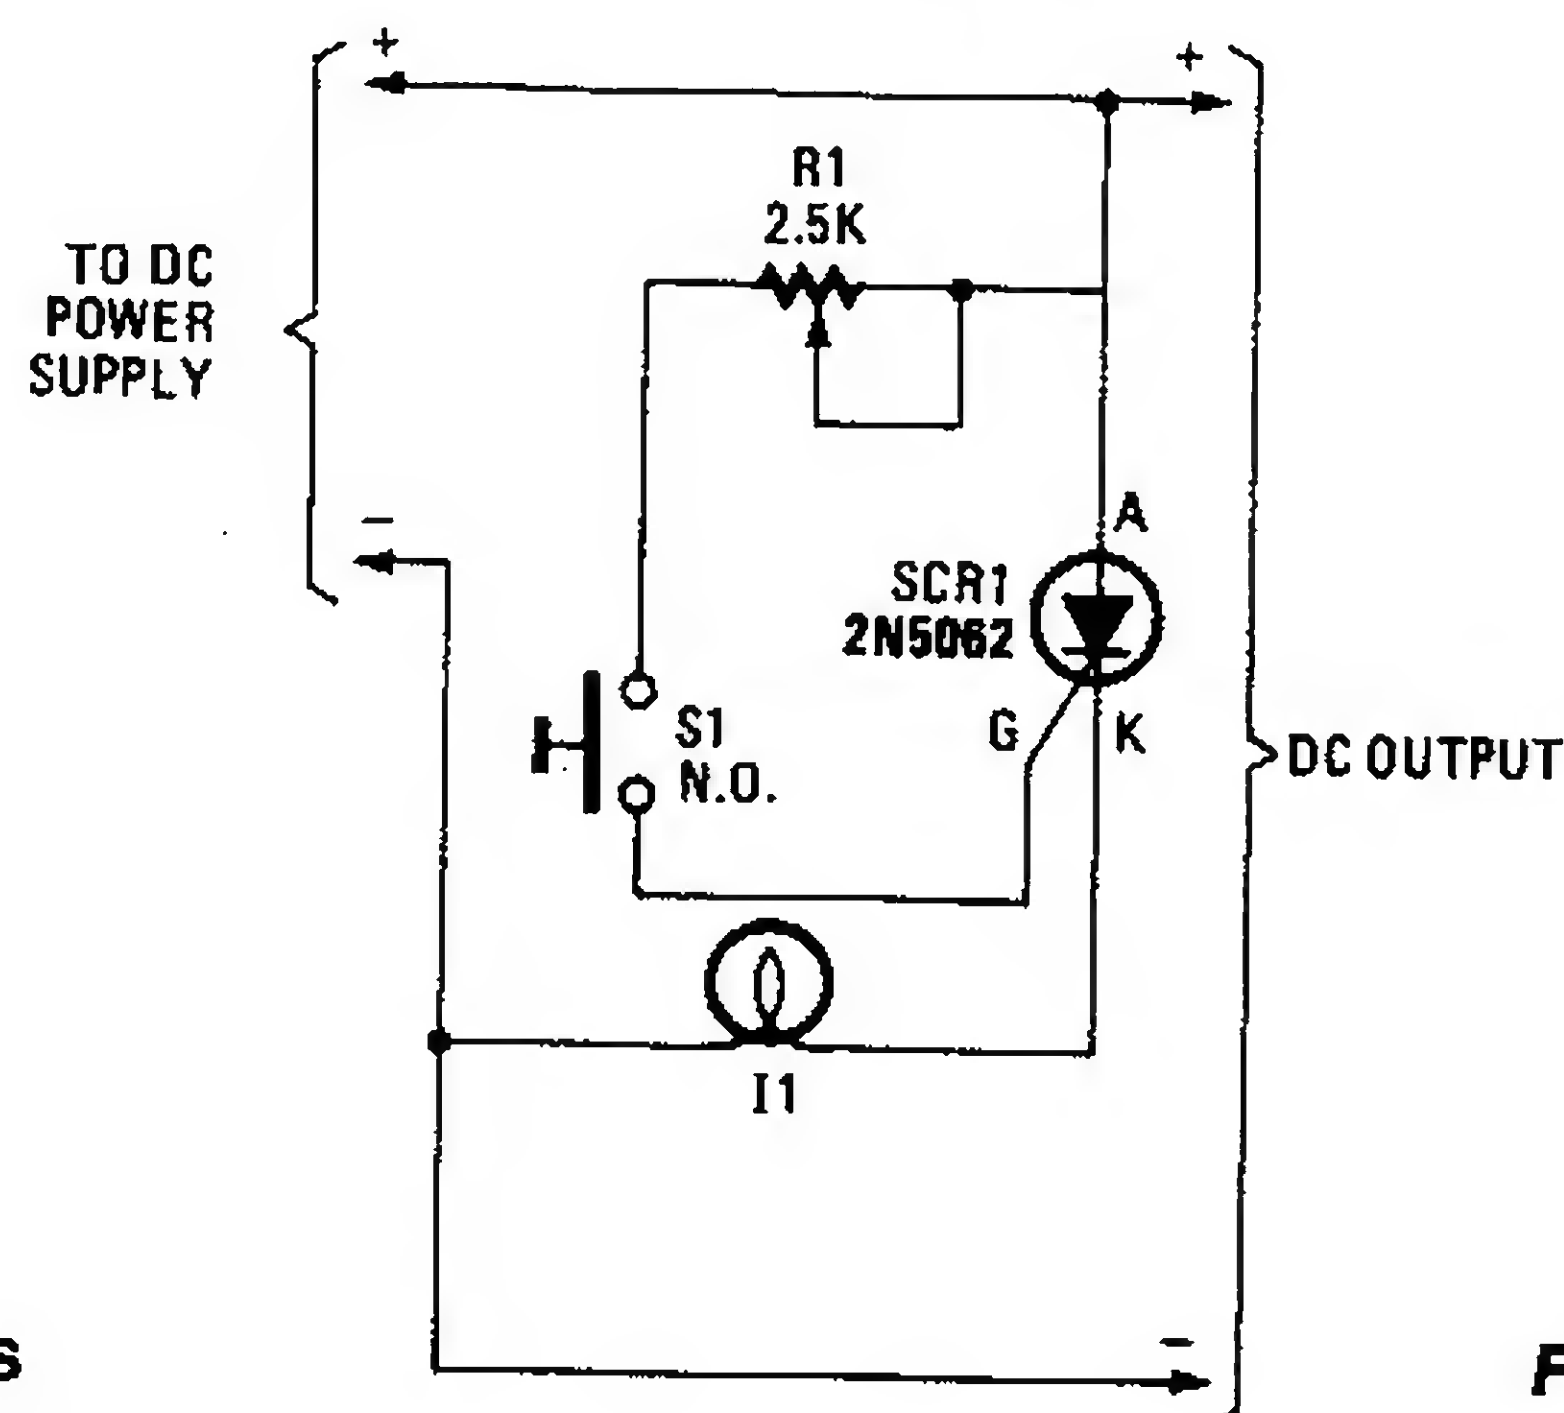 +
+
R1
2.5K
TO DC
POWER
SUPPLY
−
A
SCR1
2N5062
G
K
S1
N.O.
DC OUTPUT
I1
−
S
F